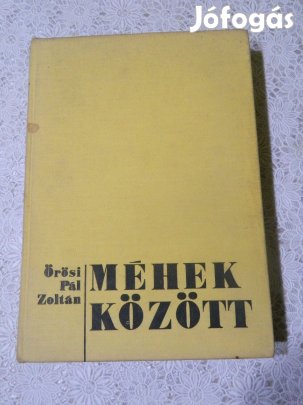 Jófogás
Örösi
Pál
Zoltán
MÉHEK
KÖZÖTT